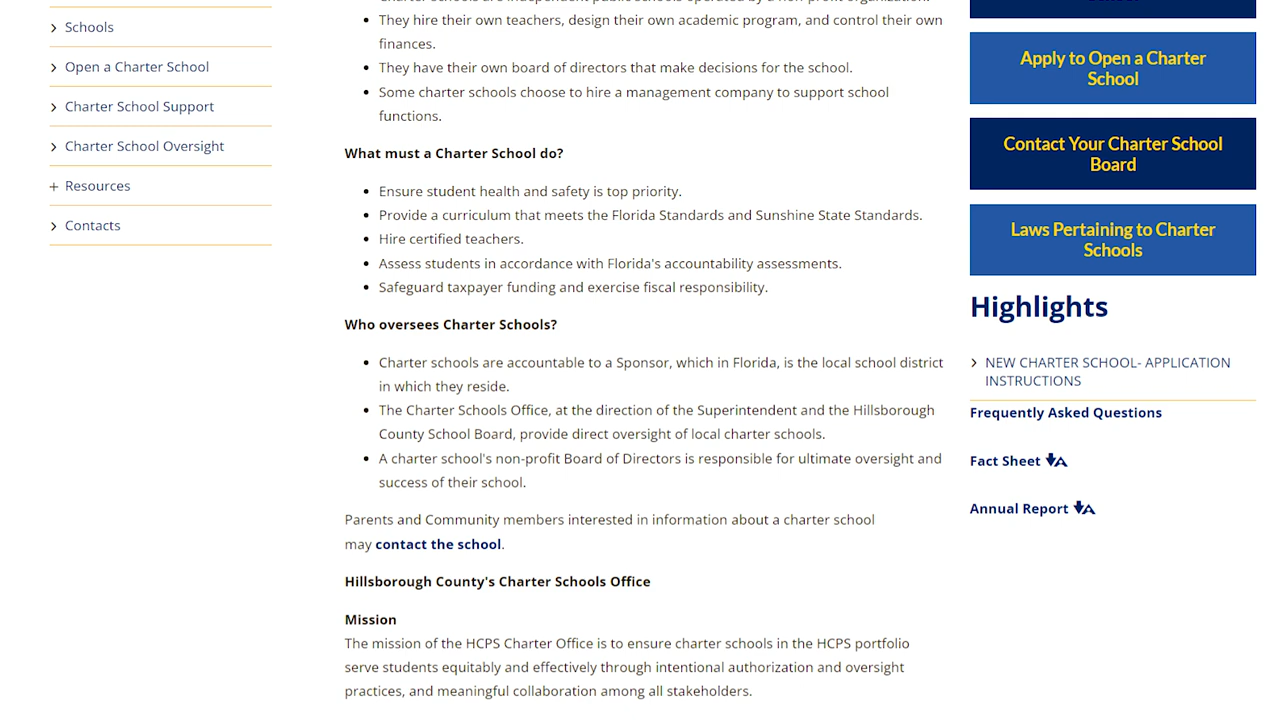 Schools
Open a Charter School
Charter School Support
Charter School Oversight
Resources
Contacts
They hire their own teachers, design their own academic program, and control their own
finances.
They have their own board of directors that make decisions for the school.
Some charter schools choose to hire a management company to support school
functions.
What must a Charter School do?
Ensure student health and safety is top priority.
Provide a curriculum that meets the Florida Standards and Sunshine State Standards.
Hire certified teachers.
Assess students in accordance with Florida's accountability assessments.
Safeguard taxpayer funding and exercise fiscal responsibility.
Who oversees Charter Schools?
Charter schools are accountable to a Sponsor, which in Florida, is the local school district
in which they reside.
The Charter Schools Office, at the direction of the Superintendent and the Hillsborough
County School Board, provide direct oversight of local charter schools.
A charter school's non-profit Board of Directors is responsible for ultimate oversight and
success of their school.
Parents and Community members interested in information about a charter school
may contact the school.
Hillsborough County's Charter Schools Office
Mission
The mission of the HCPS Charter Office is to ensure charter schools in the HCPS portfolio
serve students equitably and effectively through intentional authorization and oversight
practices, and meaningful collaboration among all stakeholders.
Apply to Open a Charter
School
Contact Your Charter School
Board
Laws Pertaining to Charter
Schools
Highlights
NEW CHARTER SCHOOL- APPLICATION
INSTRUCTIONS
Frequently Asked Questions
Fact Sheet
Annual Report